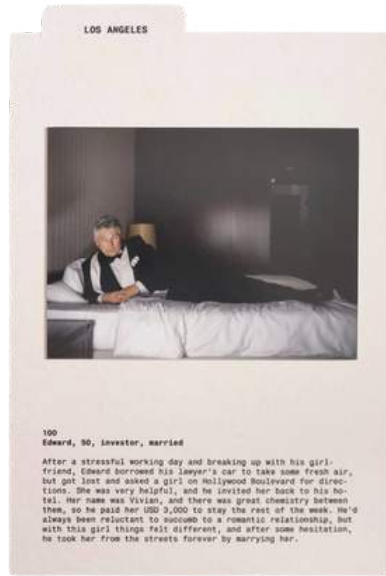 LOS ANGELES
100
Edward, 50, investor, married
After a stressful working day and breaking up with his girl-
friend, Edward borrowed his lawyer's car to take some fresh air,
but got lost and asked a girl on Hollywood Boulevard for direc-
tions. She was very helpful, and he invited her back to his ho-
tel. Her name was Vivian, and there was great chemistry between
them, so he paid her USD 3,000 to stay the rest of the week. He'd
always been reluctant to succumb to a romantic relationship, but
with this girl things felt different, and after some hesitation,
he took her from the streets forever by marrying her.